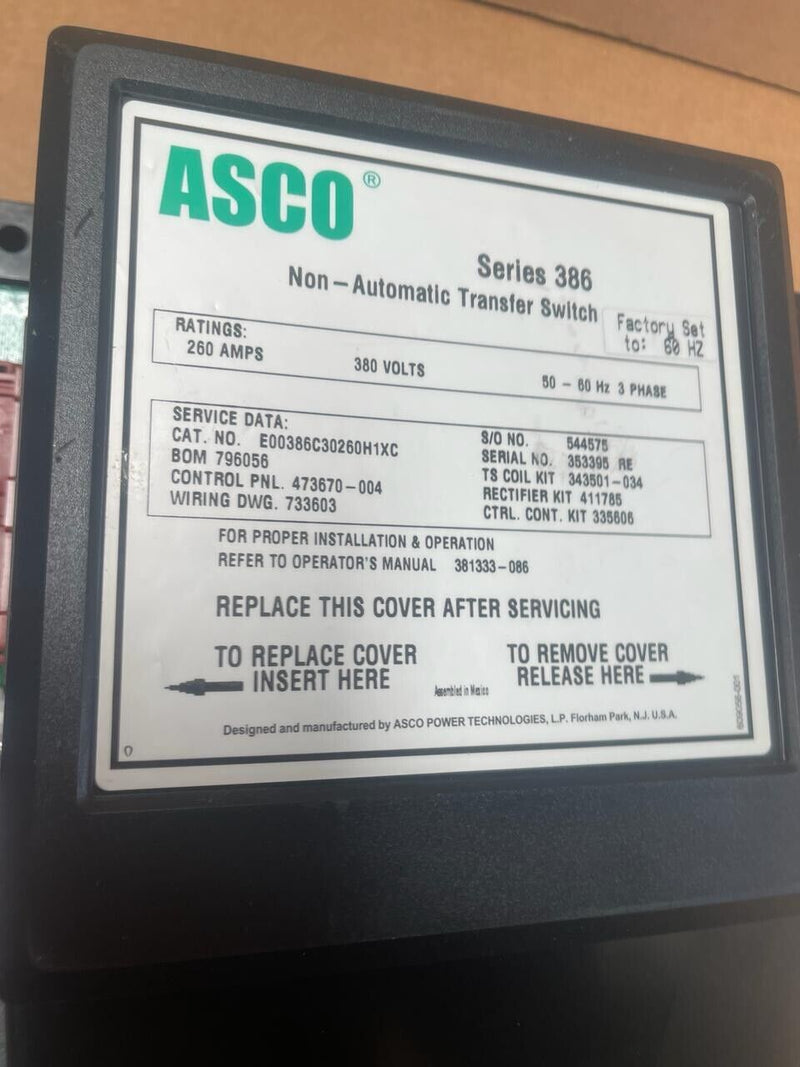 ASCO®
Series 386
Non-Automatic Transfer Switch
Factory Set
to: 60 HZ
RATINGS:
260 AMPS 380 VOLTS 50 - 60 Hz 3 PHASE
SERVICE DATA:
CAT. NO. E00386C30260H1XC
BOM 796056
CONTROL PNL. 473670-004
WIRING DWG. 733603
S/O NO. 544575
SERIAL NO. 353395 RE
TS COIL KIT 343501-034
RECTIFIER KIT 411785
CTRL. CONT. KIT 335606
FOR PROPER INSTALLATION & OPERATION
REFER TO OPERATOR'S MANUAL 381333-086
REPLACE THIS COVER AFTER SERVICING
TO REPLACE COVER
INSERT HERE
TO REMOVE COVER
RELEASE HERE
Assembled in Mexico
Designed and manufactured by ASCO POWER TECHNOLOGIES, L.P. Florham Park, N.J. U.S.A.